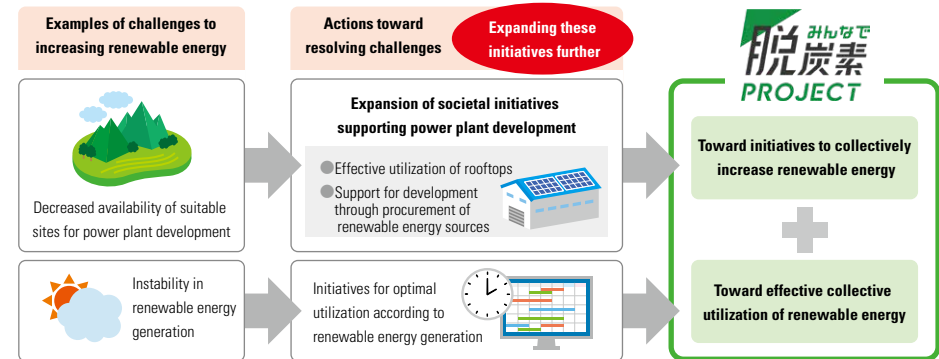 Examples of challenges to
increasing renewable energy
Actions toward
resolving challenges
Expanding these
initiatives further
みんなで
脱炭素
PROJECT
Decreased availability of suitable
sites for power plant development
Expansion of societal initiatives
supporting power plant development
●Effective utilization of rooftops
●Support for development
through procurement of
renewable energy sources
Toward initiatives to collectively
increase renewable energy
Instability in
renewable energy
generation
Initiatives for optimal
utilization according to
renewable energy generation
Toward effective collective
utilization of renewable energy